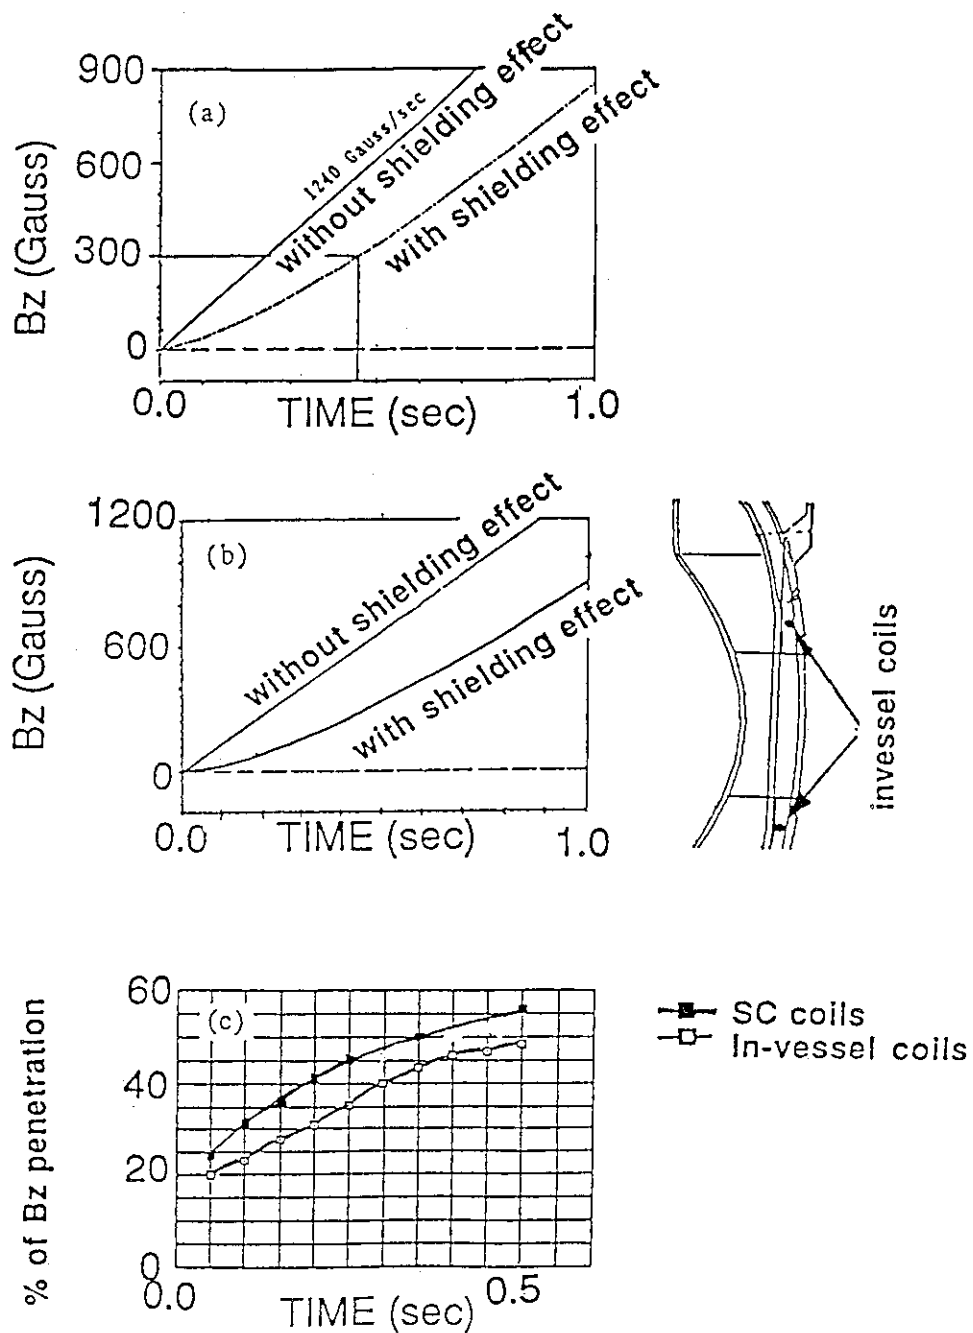 900
600
300
0
Bz (Gauss)
(a)
1240 Gauss/sec
without shielding effect
with shielding effect
0.0
TIME (sec)
1.0
1200
600
0
Bz (Gauss)
(b)
without shielding effect
with shielding effect
0.0
TIME (sec)
1.0
invessel coils
60
40
20
0
% of Bz penetration
(c)
0.0
TIME (sec)
0.5
SC coils
In-vessel coils